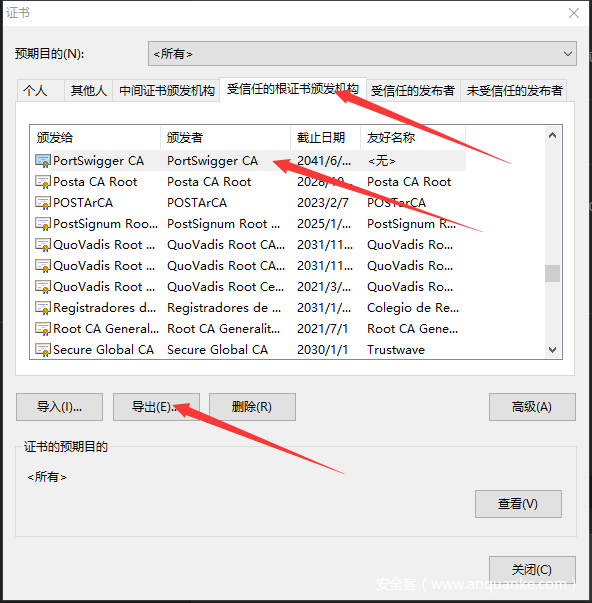 证书
预期目的(N): <所有>
个人 其他人 中间证书颁发机构 受信任的根证书颁发机构 受信任的发布者 未受信任的发布者
颁发给 颁发者 截止日期 友好名称
PortSwigger CA PortSwigger CA 2041/6/... <无>
Posta CA Root Posta CA Root 2028/10... Posta CA Root
POSTArCA POSTArCA 2023/2/7 POSTArCA
PostSignum Roo... PostSignum Root ... 2025/1/... PostSignum R...
QuoVadis Root ... QuoVadis Root CA... 2031/11... QuoVadis Ro...
QuoVadis Root ... QuoVadis Root CA... 2031/11... QuoVadis Ro...
QuoVadis Root ... QuoVadis Root Ce... 2021/3/... QuoVadis Ro...
Registradores d... Registradores de ... 2031/1/... Colegio de Re...
Root CA Generali... Root CA Generalit... 2021/7/1 Root CA Gene...
Secure Global CA Secure Global CA 2030/1/1 Trustwave
导入(I)... 导出(E)... 删除(R) 高级(A)
证书的预期目的
<所有>
查看(V)
关闭(C)
安全客（www.anquanke.com）